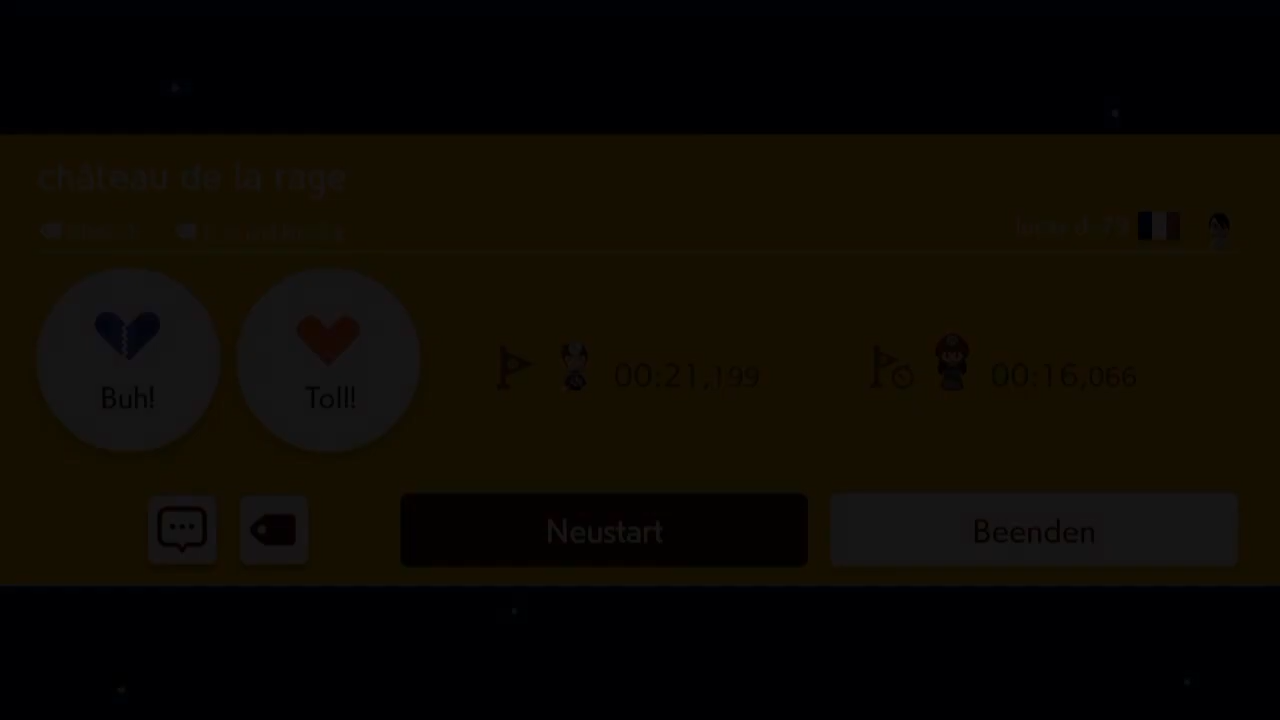 château de la rage
Buh!
Toll!
00:21,199
00:16,066
Neustart
Beenden